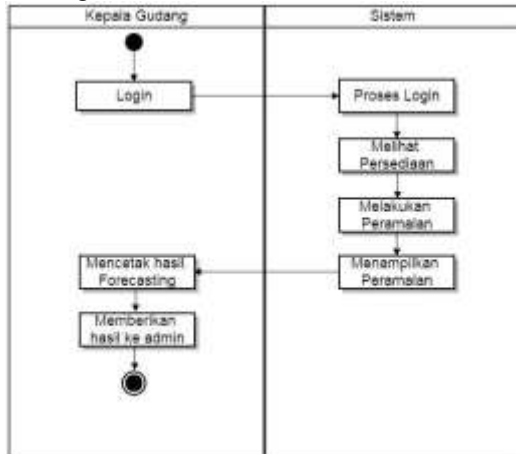 Kepala Gudang
Sistem
Login
Proses Login
Melihat
Persediaan
Melakukan
Peramalan
Menampilkan
Peramalan
Mencetak hasil
Forecasting
Memberikan
hasil ke admin